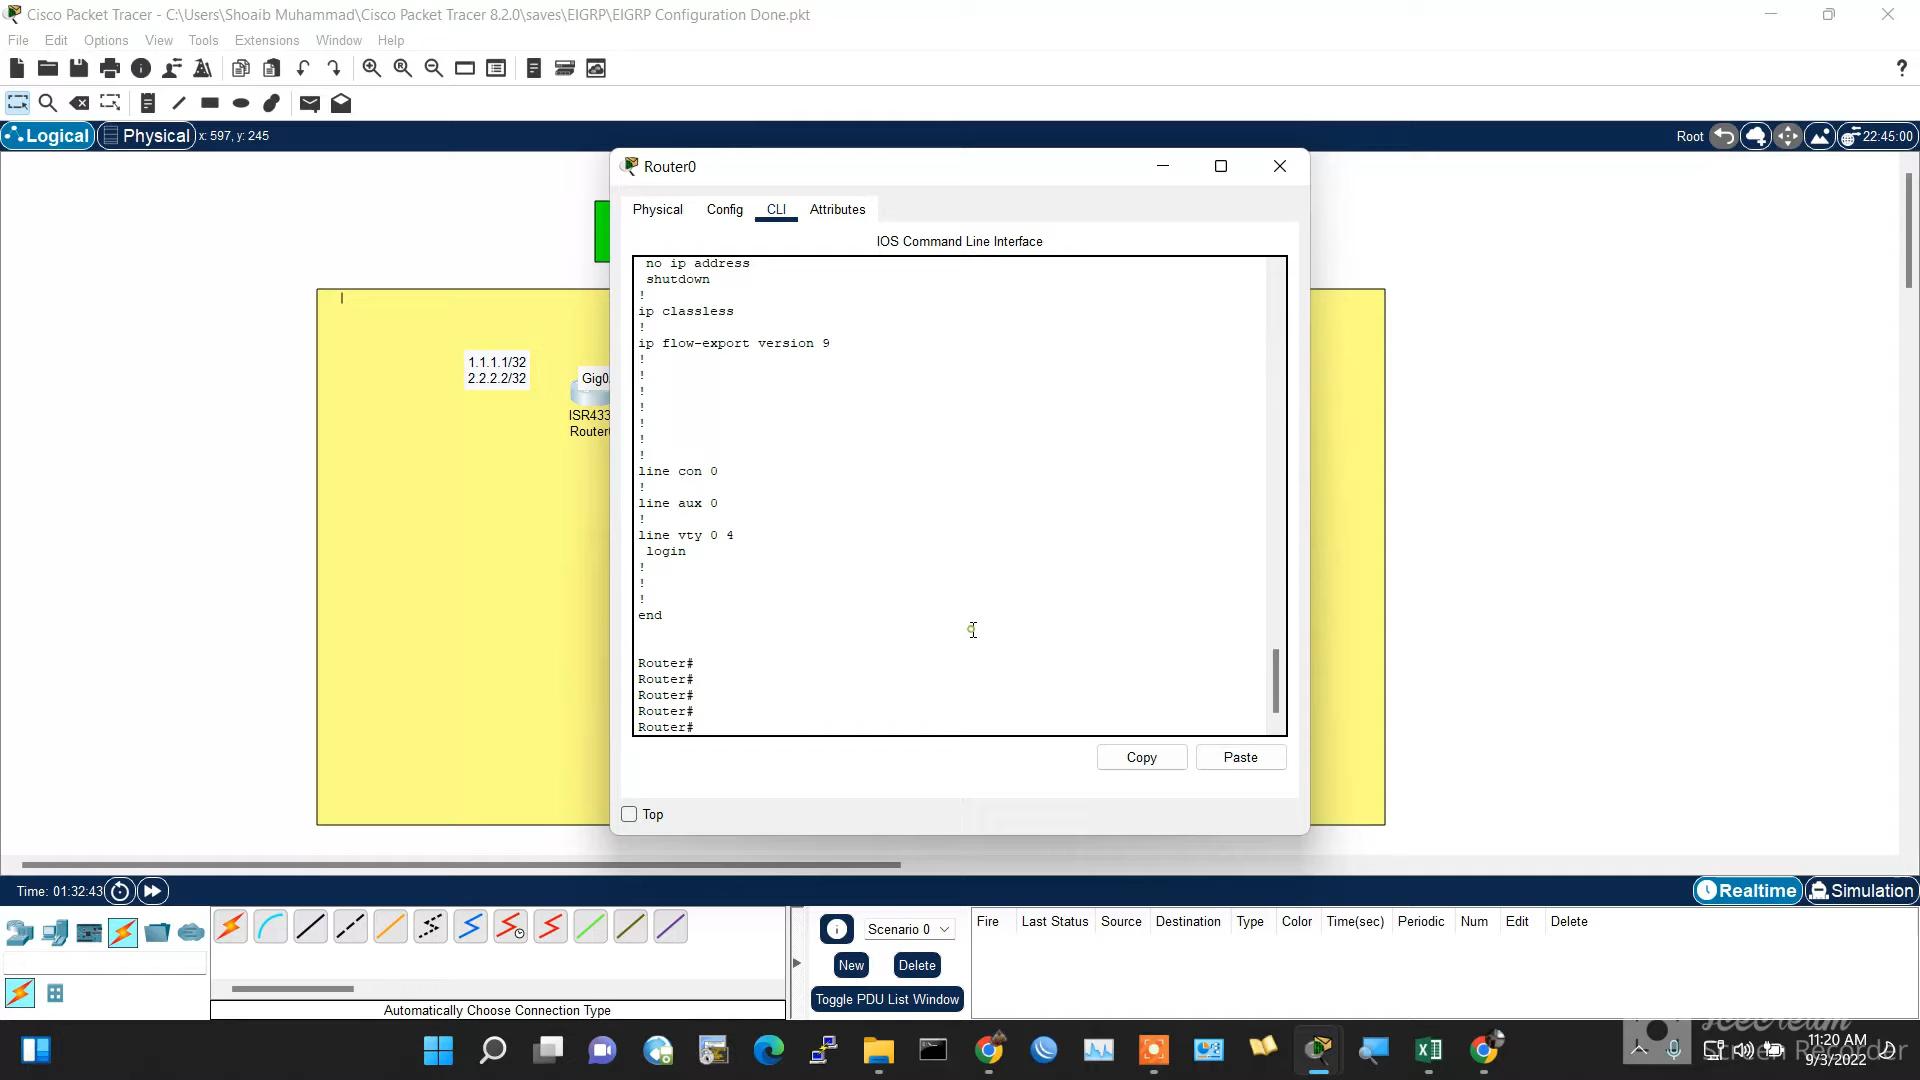 Cisco Packet Tracer - C:\Users\Shoaib Muhammad\Cisco Packet Tracer 8.2.0\saves\EIGRP\EIGRP Configuration Done.pkt
File Edit Options View Tools Extensions Window Help
?
Logical Physical x: 597, y: 245
Root 22:45:00
Router0
Physical Config CLI Attributes
IOS Command Line Interface
no ip address
shutdown
!
ip classless
!
ip flow-export version 9
!
!
!
!
!
!
!
line con 0
!
line aux 0
!
line vty 0 4
login
!
!
!
end
Router#
Router#
Router#
Router#
Router#
Copy Paste
Top
1.1.1.1/32
2.2.2.2/32
Gig0
ISR433
Router
Time: 01:32:43
Realtime Simulation
Scenario 0
New Delete
Toggle PDU List Window
Fire Last Status Source Destination Type Color Time(sec) Periodic Num Edit Delete
Automatically Choose Connection Type
Icecream
Screen Recorder
11:20 AM
9/3/2022